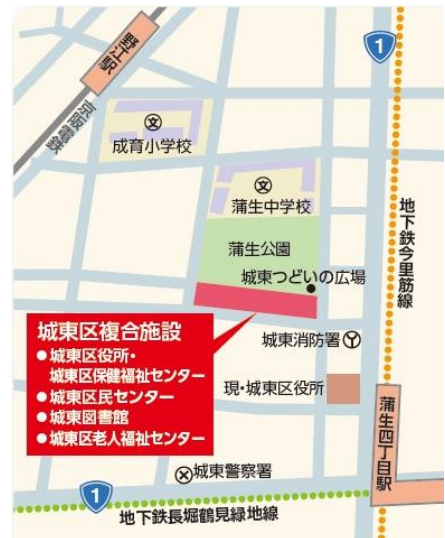 野江駅
京阪電鉄
1
成育小学校
文
文
蒲生中学校
蒲生公園
城東つどいの広場
地下鉄今里筋線
城東区複合施設
●城東区役所・
城東区保健福祉センター
●城東区民センター
●城東図書館
●城東区老人福祉センター
城東消防署
現・城東区役所
蒲生四丁目駅
城東警察署
1
地下鉄長堀鶴見緑地線